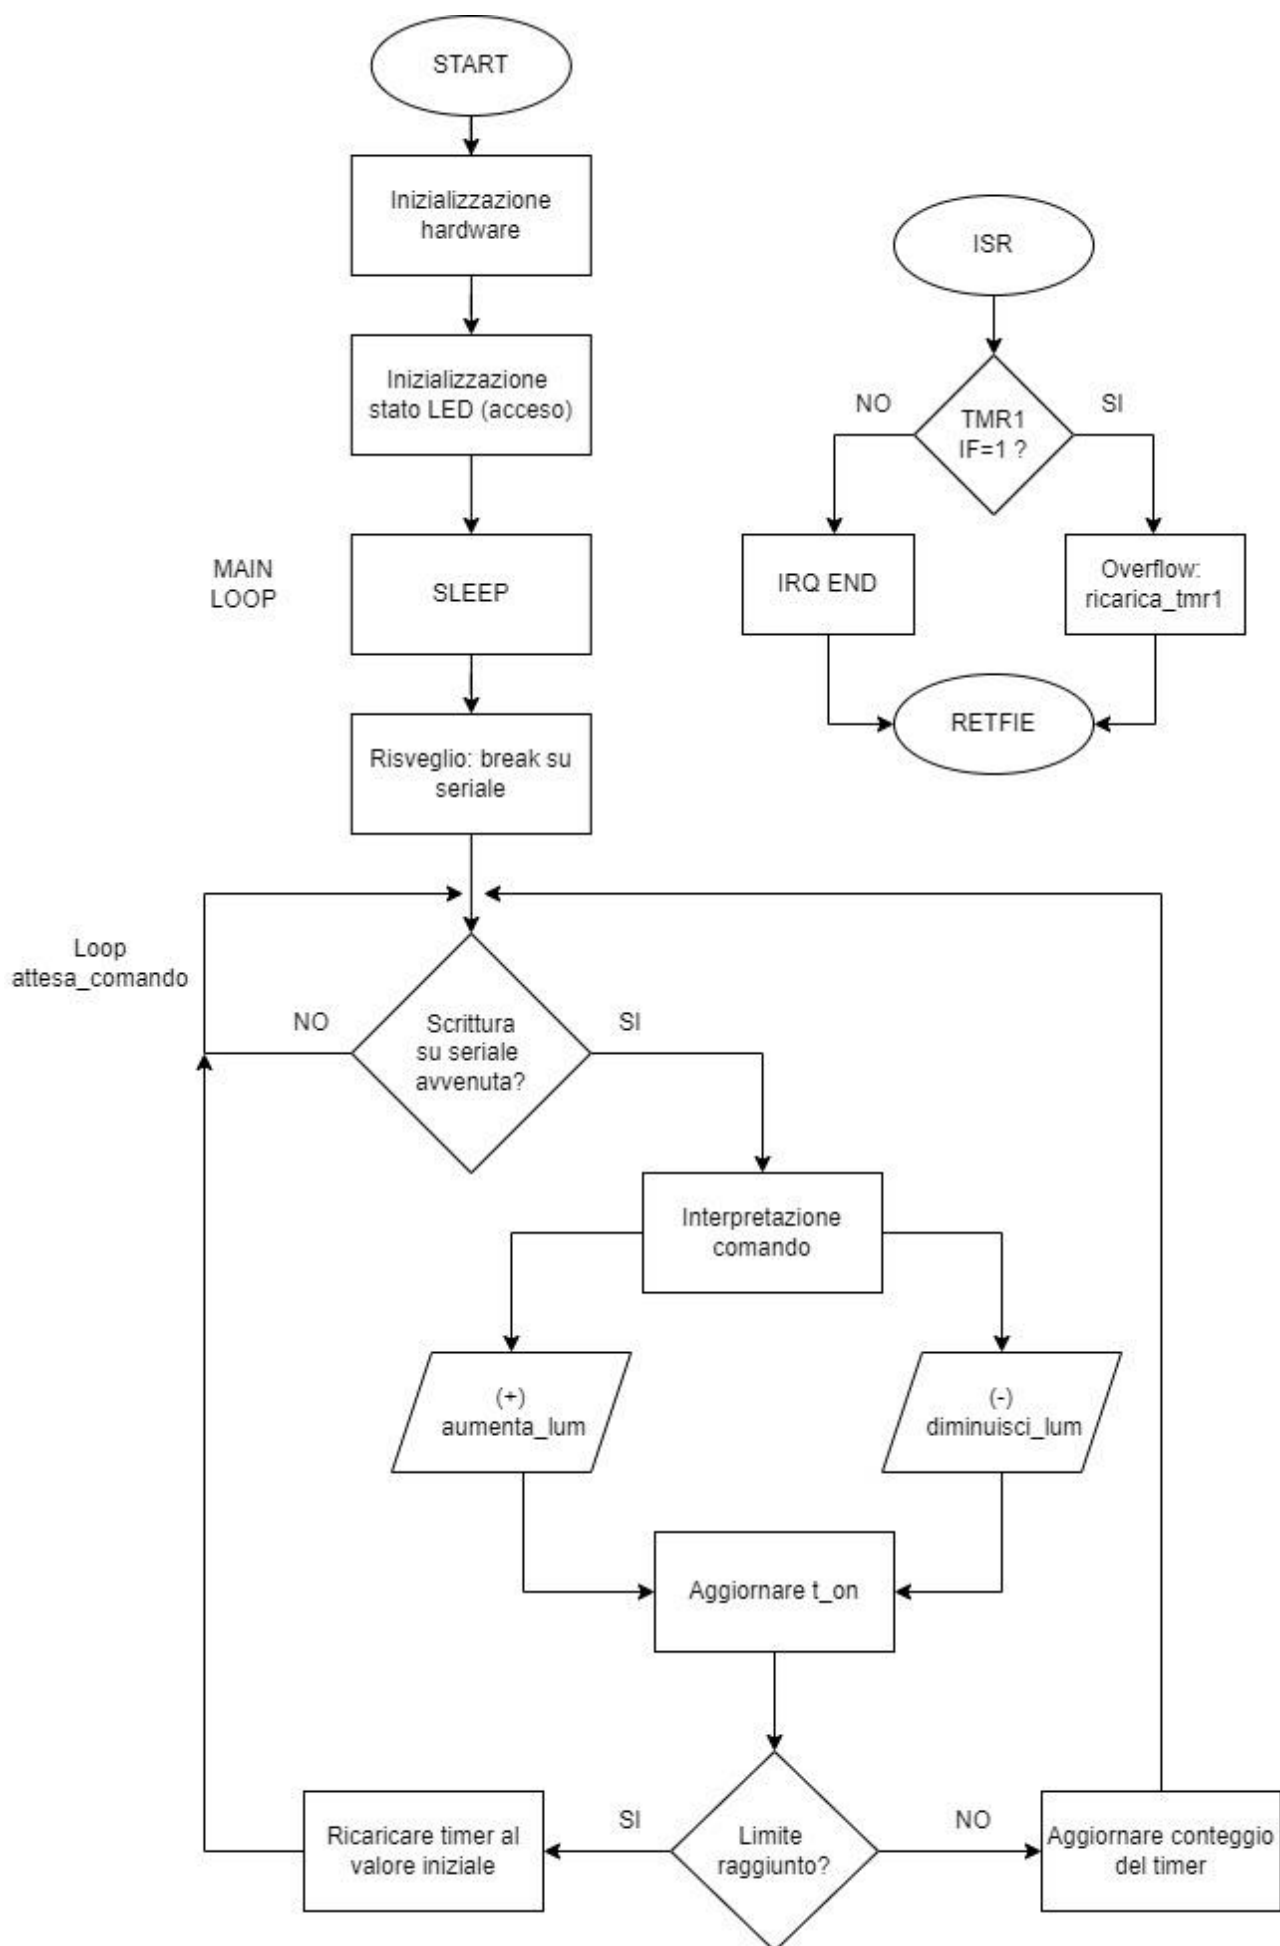 START
Inizializzazione
hardware
Inizializzazione
stato LED (acceso)
MAIN
LOOP
SLEEP
Risveglio: break su
seriale
ISR
NO
TMR1
IF=1 ?
SI
IRQ END
Overflow:
ricarica_tmr1
RETFIE
Loop
attesa_comando
NO
Scrittura
su seriale
avvenuta?
SI
Interpretazione
comando
(+)
aumenta_lum
(-)
diminuisci_lum
Aggiornare t_on
Ricaricare timer al
valore iniziale
SI
Limite
raggiunto?
NO
Aggiornare conteggio
del timer